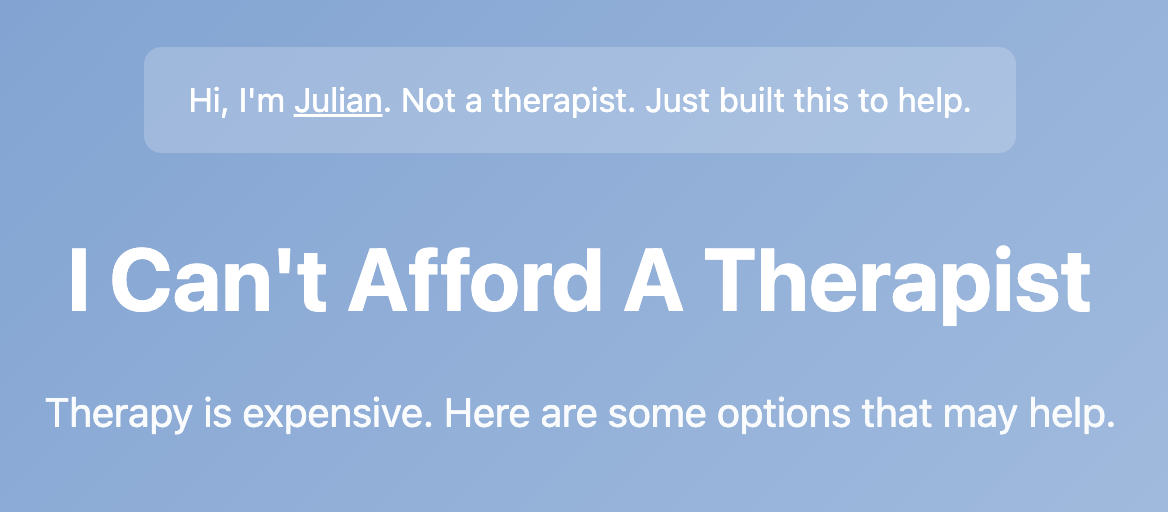 Hi, I'm Julian. Not a therapist. Just built this to help.
I Can't Afford A Therapist
Therapy is expensive. Here are some options that may help.